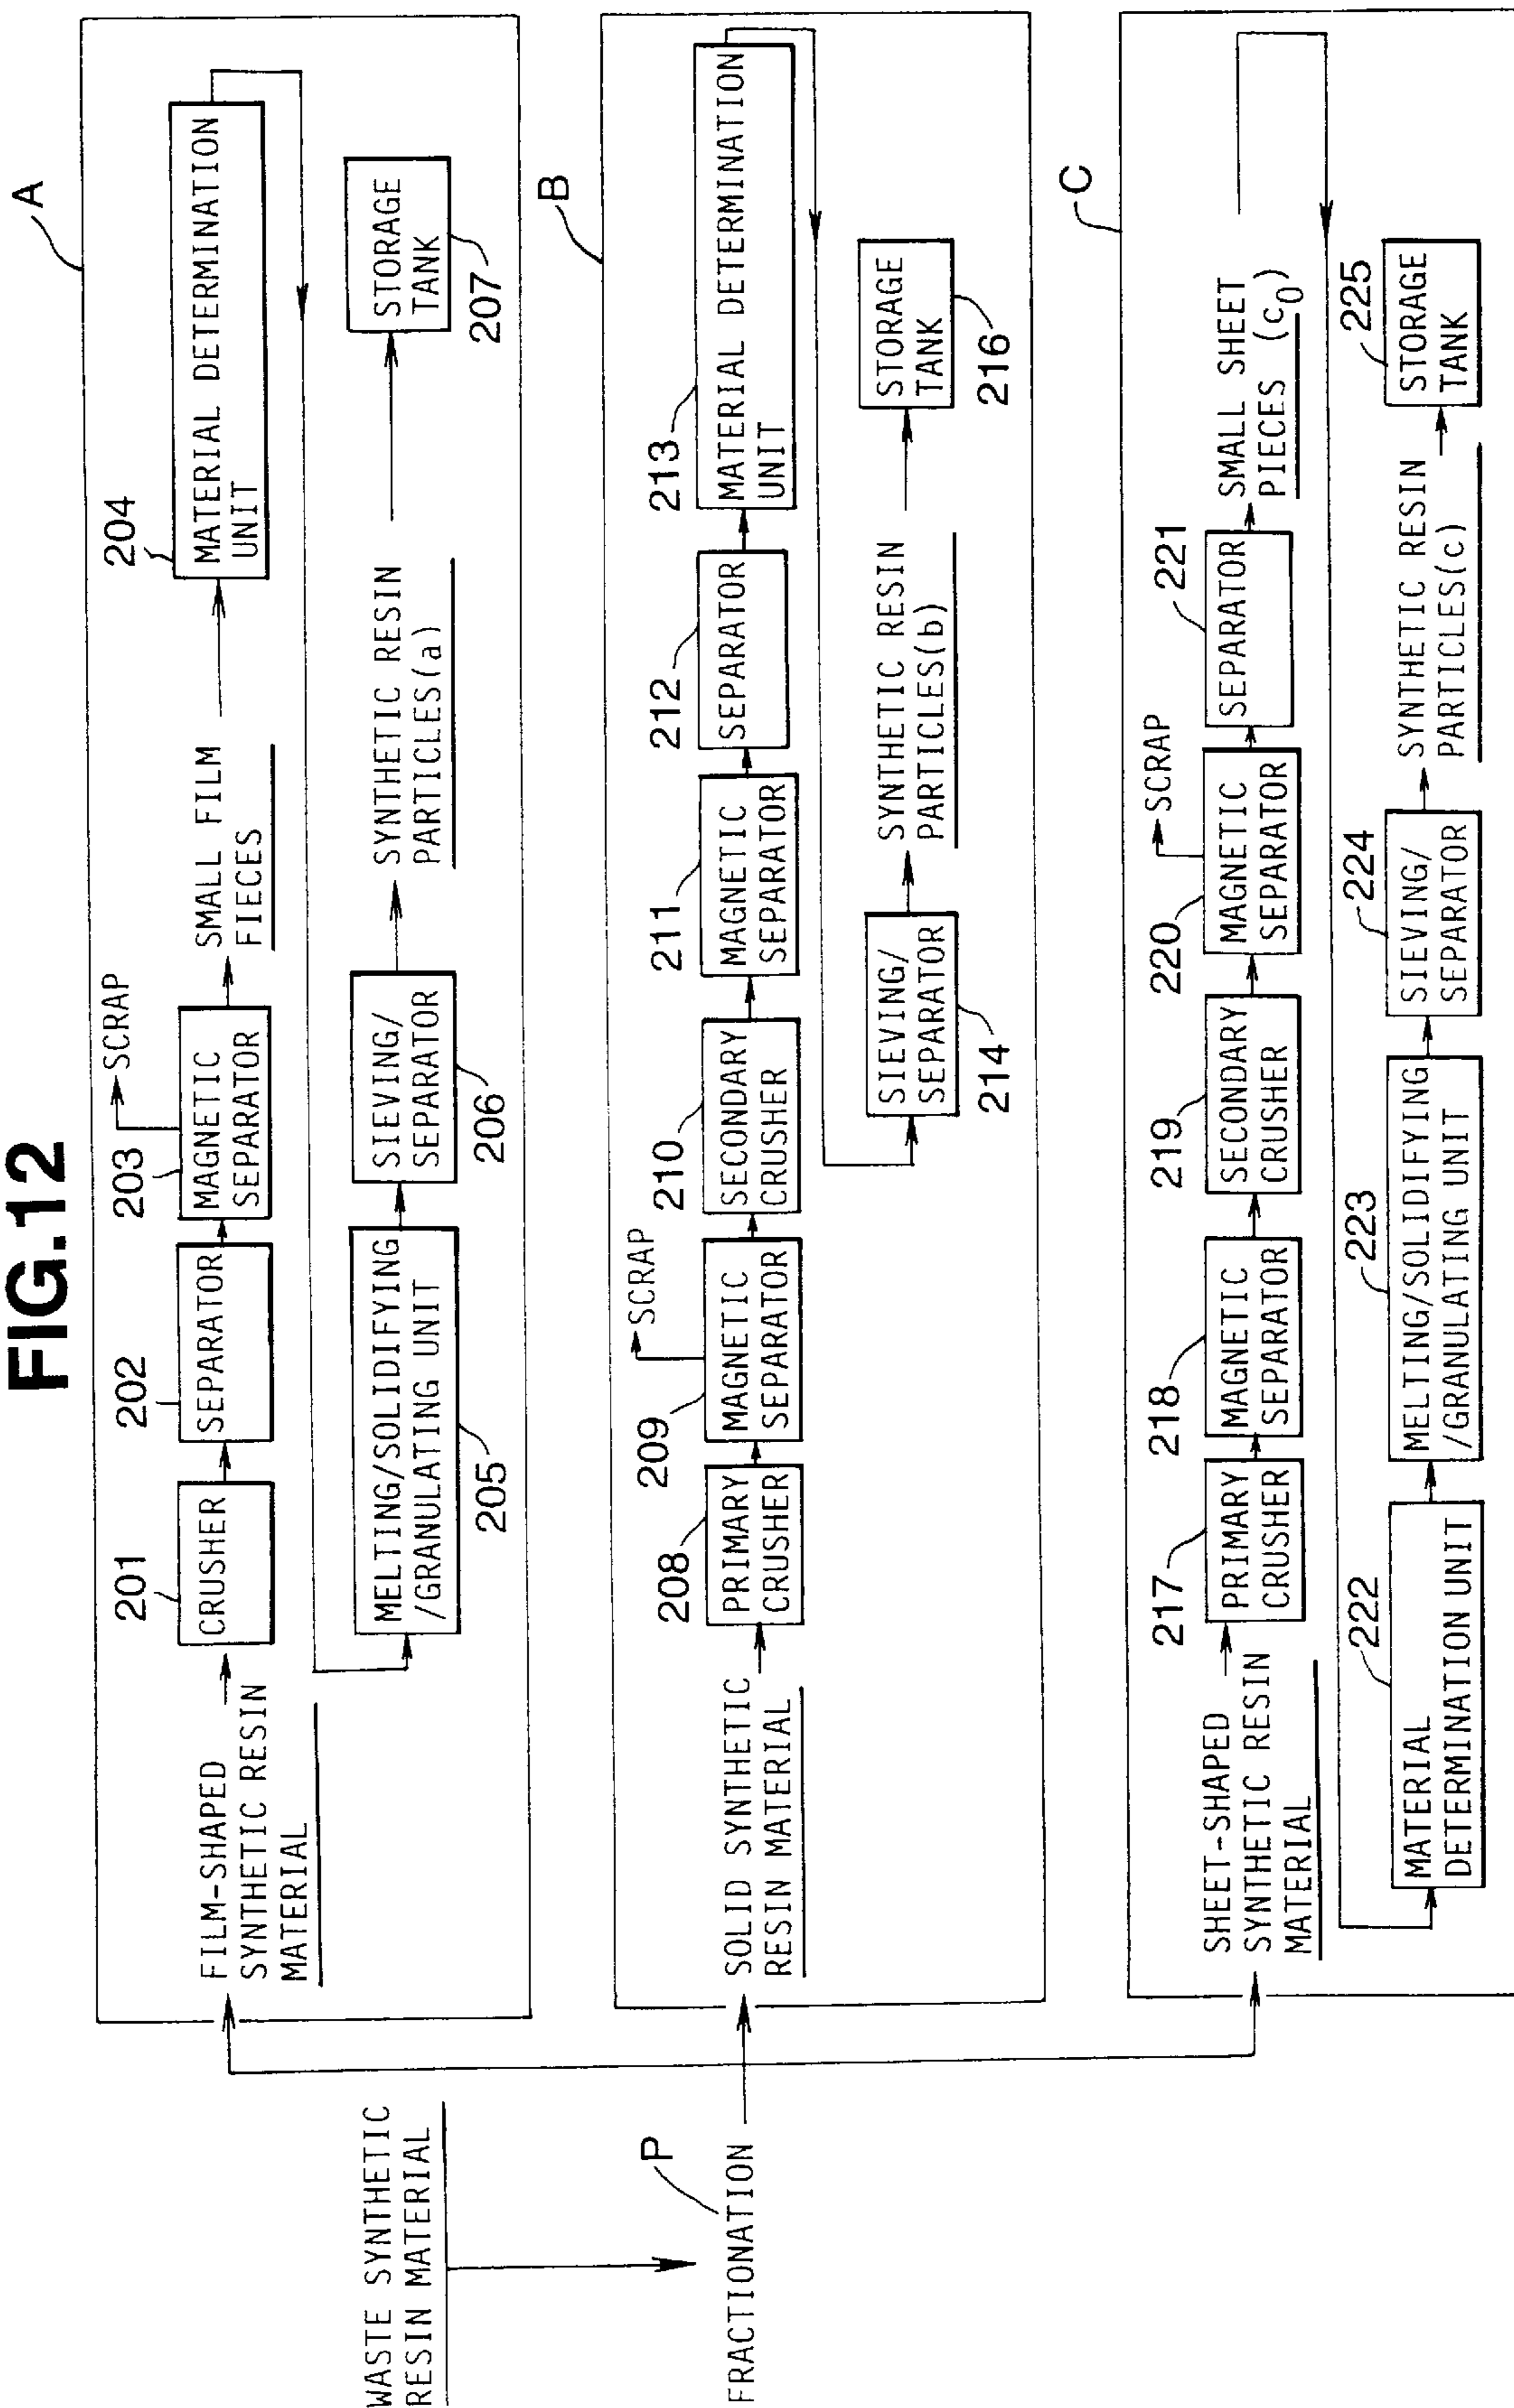 FIG.12
WASTE SYNTHETIC
RESIN MATERIAL
FRACTIONATION
P
A
FILM-SHAPED
SYNTHETIC RESIN
MATERIAL
201
CRUSHER
202
SEPARATOR
203
MAGNETIC
SEPARATOR
SCRAP
SMALL FILM
FIECES
204
MATERIAL DETERMINATION
UNIT
MELTING/SOLIDIFYING
/GRANULATING UNIT
205
SIEVING/
SEPARATOR
206
SYNTHETIC RESIN
PARTICLES(a)
STORAGE
TANK
207
B
SOLID SYNTHETIC
RESIN MATERIAL
208
PRIMARY
CRUSHER
209
MAGNETIC
SEPARATOR
SCRAP
210
SECONDARY
CRUSHER
211
MAGNETIC
SEPARATOR
212
SEPARATOR
213
MATERIAL DETERMINATION
UNIT
SIEVING/
SEPARATOR
214
SYNTHETIC RESIN
PARTICLES(b)
STORAGE
TANK
216
C
SHEET-SHAPED
SYNTHETIC RESIN
MATERIAL
217
PRIMARY
CRUSHER
218
MAGNETIC
SEPARATOR
219
SECONDARY
CRUSHER
220
MAGNETIC
SEPARATOR
SCRAP
221
SEPARATOR
SMALL SHEET
PIECES (c0)
222
MATERIAL
DETERMINATION UNIT
223
MELTING/SOLIDIFYING
/GRANULATING UNIT
224
SIEVING/
SEPARATOR
SYNTHETIC RESIN
PARTICLES(c)
225
STORAGE
TANK